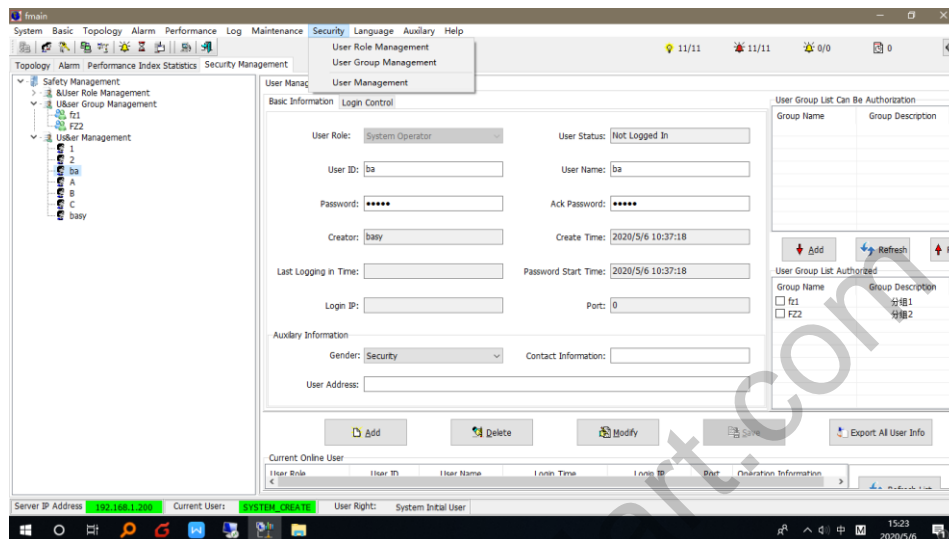 fmain
System Basic Topology Alarm Performance Log Maintenance Security Language Auxilary Help
User Role Management
User Group Management
User Management
11/11 11/11 0/0 0
Topology Alarm Performance Index Statistics Security Management
Safety Management
&User Role Management
U&ser Group Management
fz1
FZ2
Us&er Management
1
2
ba
A
B
C
basy
User Manag
Basic Information Login Control
User Role: System Operator User Status: Not Logged In
User ID: ba User Name: ba
Password: ●●●●● Ack Password: ●●●●●
Creator: basy Create Time: 2020/5/6 10:37:18
Last Logging in Time: Password Start Time: 2020/5/6 10:37:18
Login IP: Port: 0
Auxilary Information
Gender: Security Contact Information:
User Address:
Add Delete Modify Save Export All User Info
Current Online User
User Role User ID User Name Login Time Login IP Port Operation Information
Refresh List
User Group List Can Be Authorization
Group Name Group Description
Add Refresh
User Group List Authorized
Group Name Group Description
fz1 分组1
FZ2 分组2
Server IP Address 192.168.1.200 Current User: SYSTEM_CREATE User Right: System Initial User
中 M 15:23
2020/5/6
rt.com